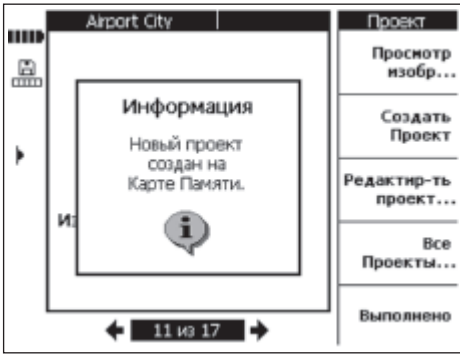 Airport City
Проект
Просмотр
изобр...
Информация
Новый проект
создан на
Карте Памяти.
Создать
Проект
Редактир-ть
проект...
Из
Все
Проекты...
11 из 17
Выполнено